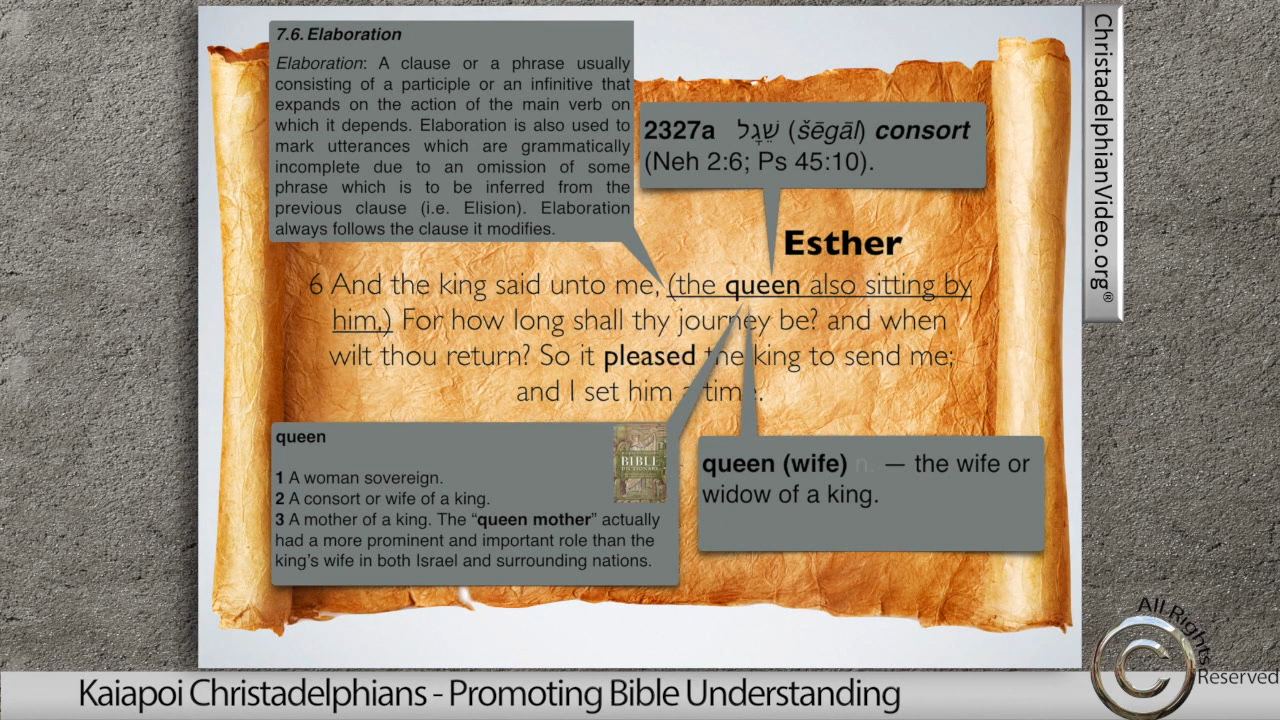 7.6. Elaboration
Elaboration: A clause or a phrase usually
consisting of a participle or an infinitive that
expands on the action of the main verb on
which it depends. Elaboration is also used to
mark utterances which are grammatically
incomplete due to an omission of some
phrase which is to be inferred from the
previous clause (i.e. Elision). Elaboration
always follows the clause it modifies.
2327a שֵׁגָל (šēgāl) consort
(Neh 2:6; Ps 45:10).
Esther
6 And the king said unto me, (the queen also sitting by
him,) For how long shall thy journey be? and when
wilt thou return? So it pleased the king to send me;
and I set him a time.
queen
1 A woman sovereign.
2 A consort or wife of a king.
3 A mother of a king. The “queen mother” actually
had a more prominent and important role than the
king’s wife in both Israel and surrounding nations.
BIBLE
DICTIONARY
queen (wife) n. — the wife or
widow of a king.
ChristadelphianVideo.org®
All Rights
Reserved
Kaiapoi Christadelphians - Promoting Bible Understanding